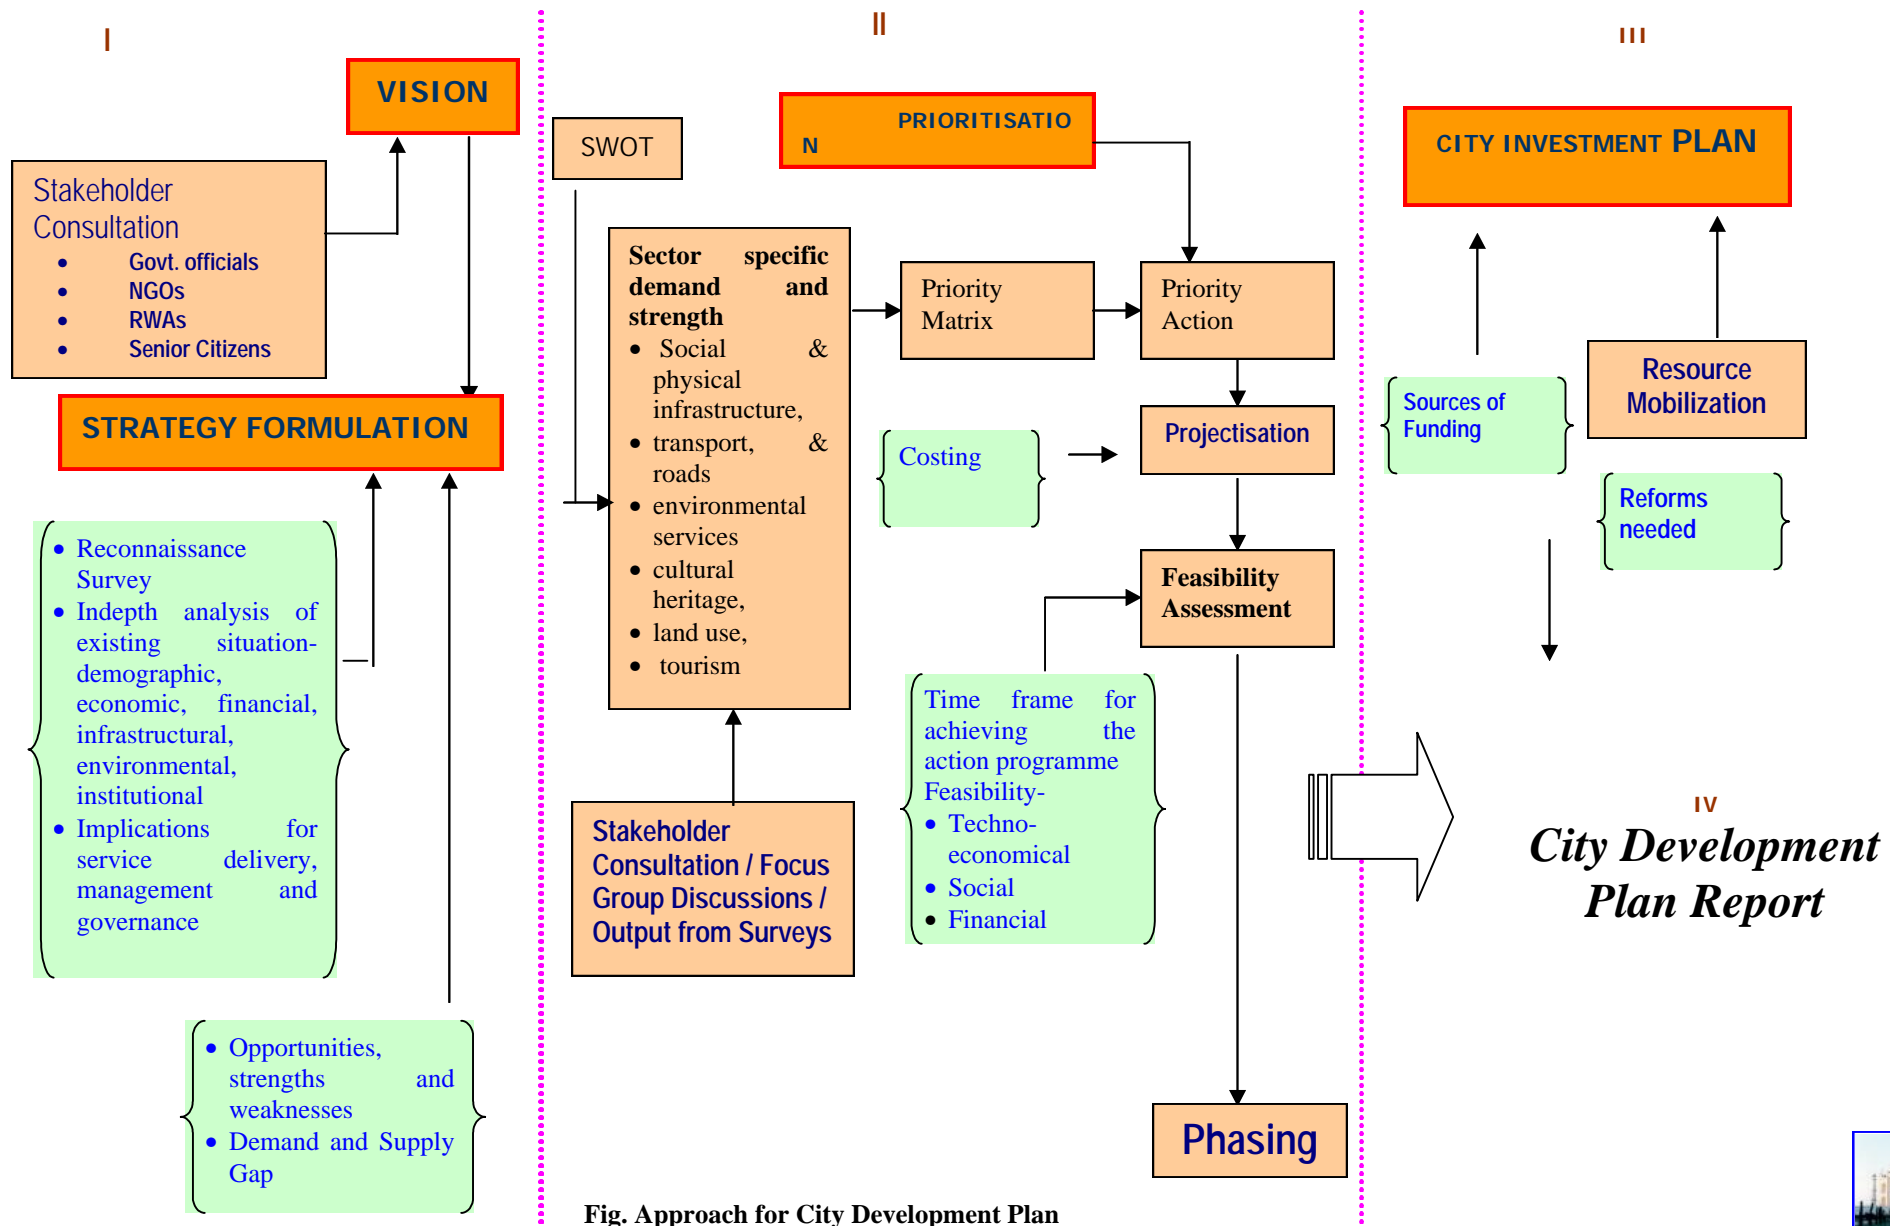 I
VISION
Stakeholder
Consultation
• Govt. officials
• NGOs
• RWAs
• Senior Citizens
STRATEGY FORMULATION
• Reconnaissance
Survey
• Indepth analysis of
existing situation-
demographic,
economic, financial,
infrastructural,
environmental,
institutional
• Implications for
service delivery,
management and
governance
• Opportunities,
strengths and
weaknesses
• Demand and Supply
Gap
II
SWOT
PRIORITISATIO
N
Sector specific
demand and
strength
• Social &
physical
infrastructure,
• transport, &
roads
• environmental
services
• cultural
heritage,
• land use,
• tourism
Priority
Matrix
Priority
Action
Costing
Projectisation
Feasibility
Assessment
Time frame for
achieving the
action programme
Feasibility-
• Techno-
economical
• Social
• Financial
Stakeholder
Consultation / Focus
Group Discussions /
Output from Surveys
Phasing
Fig. Approach for City Development Plan
III
CITY INVESTMENT PLAN
Sources of
Funding
Resource
Mobilization
Reforms
needed
IV
City Development
Plan Report